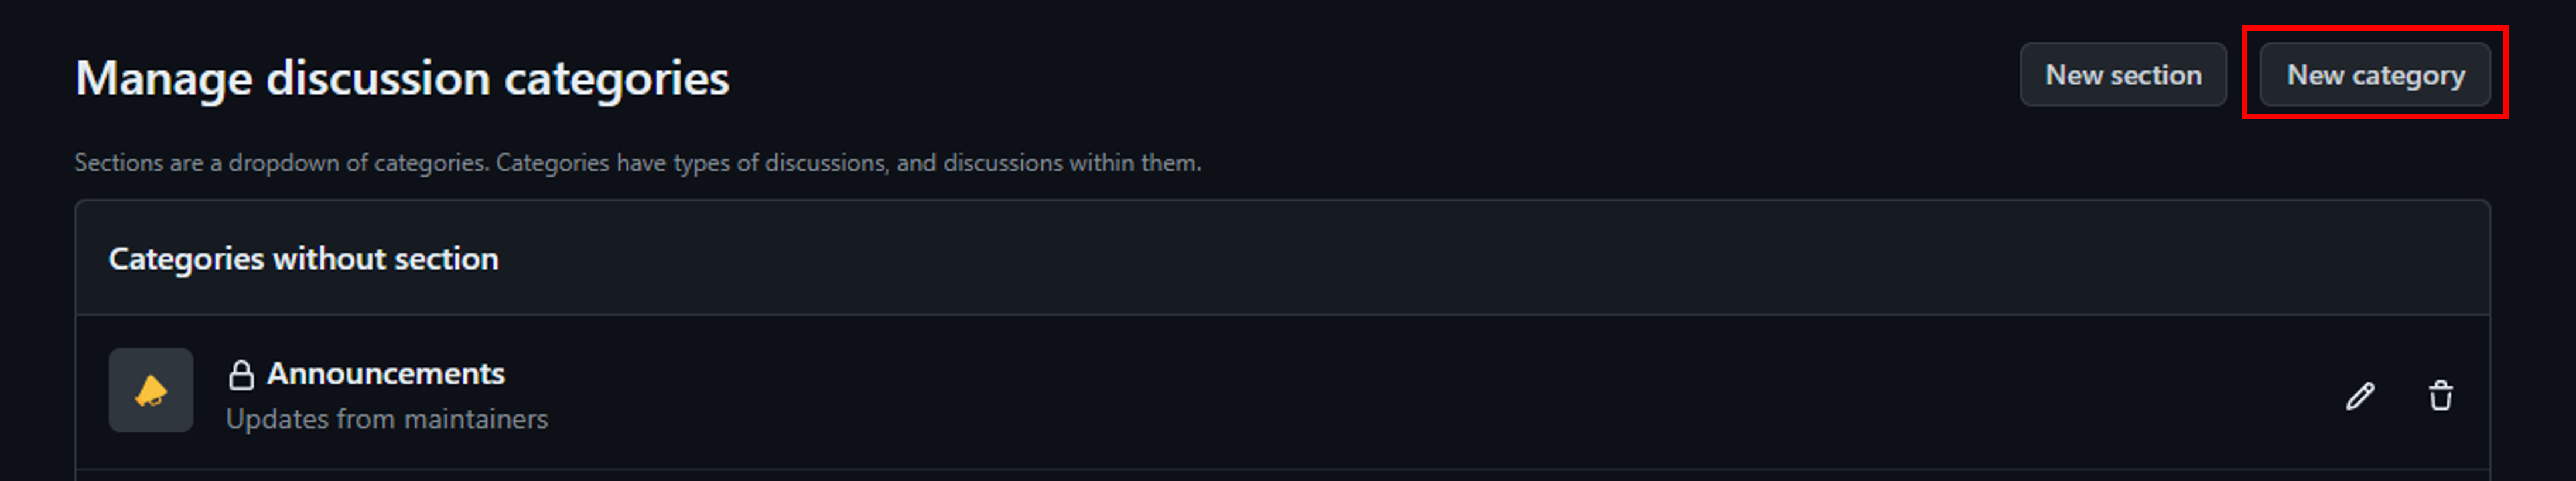 Manage discussion categories
New section
New category
Sections are a dropdown of categories. Categories have types of discussions, and discussions within them.
Categories without section
Announcements
Updates from maintainers